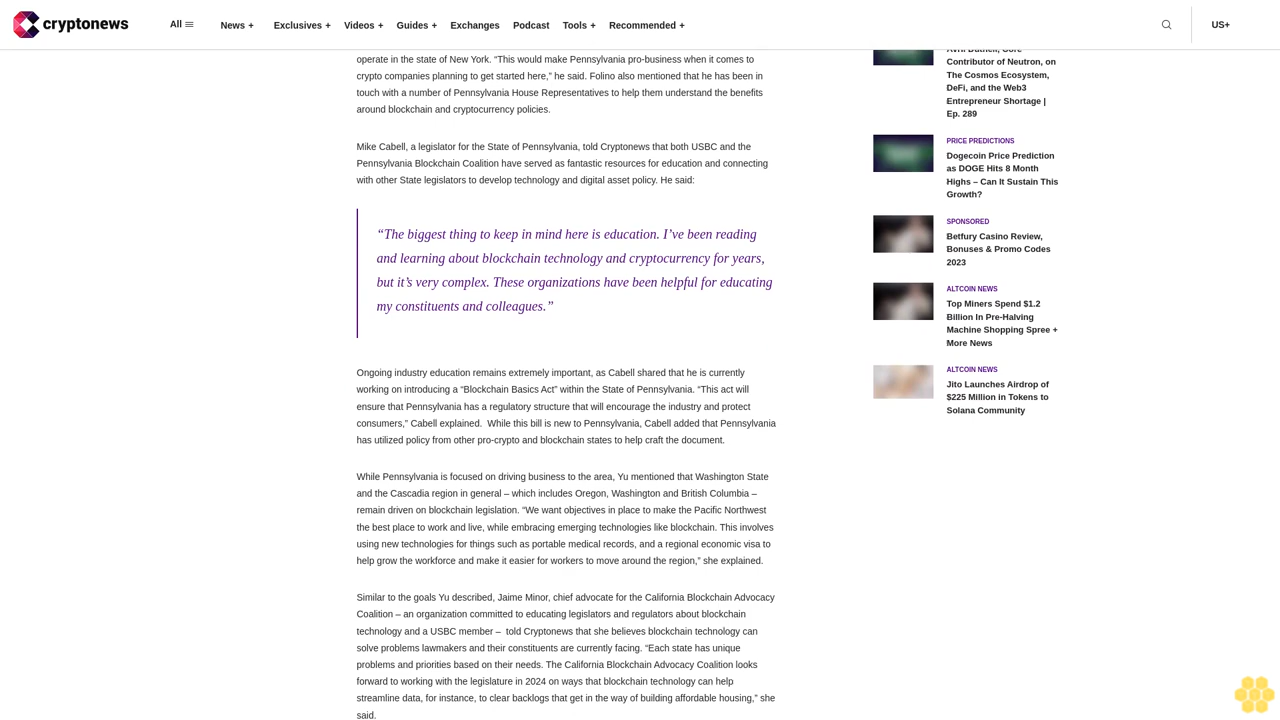 cryptonews
All
News +
Exclusives +
Videos +
Guides +
Exchanges
Podcast
Tools +
Recommended +
US+
operate in the state of New York. “This would make Pennsylvania pro-business when it comes to
crypto companies planning to get started here,” he said. Folino also mentioned that he has been in
touch with a number of Pennsylvania House Representatives to help them understand the benefits
around blockchain and cryptocurrency policies.
Mike Cabell, a legislator for the State of Pennsylvania, told Cryptonews that both USBC and the
Pennsylvania Blockchain Coalition have served as fantastic resources for education and connecting
with other State legislators to develop technology and digital asset policy. He said:
“The biggest thing to keep in mind here is education. I’ve been reading
and learning about blockchain technology and cryptocurrency for years,
but it’s very complex. These organizations have been helpful for educating
my constituents and colleagues.”
Ongoing industry education remains extremely important, as Cabell shared that he is currently
working on introducing a “Blockchain Basics Act” within the State of Pennsylvania. “This act will
ensure that Pennsylvania has a regulatory structure that will encourage the industry and protect
consumers,” Cabell explained.  While this bill is new to Pennsylvania, Cabell added that Pennsylvania
has utilized policy from other pro-crypto and blockchain states to help craft the document.
While Pennsylvania is focused on driving business to the area, Yu mentioned that Washington State
and the Cascadia region in general – which includes Oregon, Washington and British Columbia –
remain driven on blockchain legislation. “We want objectives in place to make the Pacific Northwest
the best place to work and live, while embracing emerging technologies like blockchain. This involves
using new technologies for things such as portable medical records, and a regional economic visa to
help grow the workforce and make it easier for workers to move around the region,” she explained.
Similar to the goals Yu described, Jaime Minor, chief advocate for the California Blockchain Advocacy
Coalition – an organization committed to educating legislators and regulators about blockchain
technology and a USBC member –  told Cryptonews that she believes blockchain technology can
solve problems lawmakers and their constituents are currently facing. “Each state has unique
problems and priorities based on their needs. The California Blockchain Advocacy Coalition looks
forward to working with the legislature in 2024 on ways that blockchain technology can help
streamline data, for instance, to clear backlogs that get in the way of building affordable housing,” she
said.
Contributor of Neutron, on
The Cosmos Ecosystem,
DeFi, and the Web3
Entrepreneur Shortage |
Ep. 289
PRICE PREDICTIONS
Dogecoin Price Prediction
as DOGE Hits 8 Month
Highs – Can It Sustain This
Growth?
SPONSORED
Betfury Casino Review,
Bonuses & Promo Codes
2023
ALTCOIN NEWS
Top Miners Spend $1.2
Billion In Pre-Halving
Machine Shopping Spree +
More News
ALTCOIN NEWS
Jito Launches Airdrop of
$225 Million in Tokens to
Solana Community